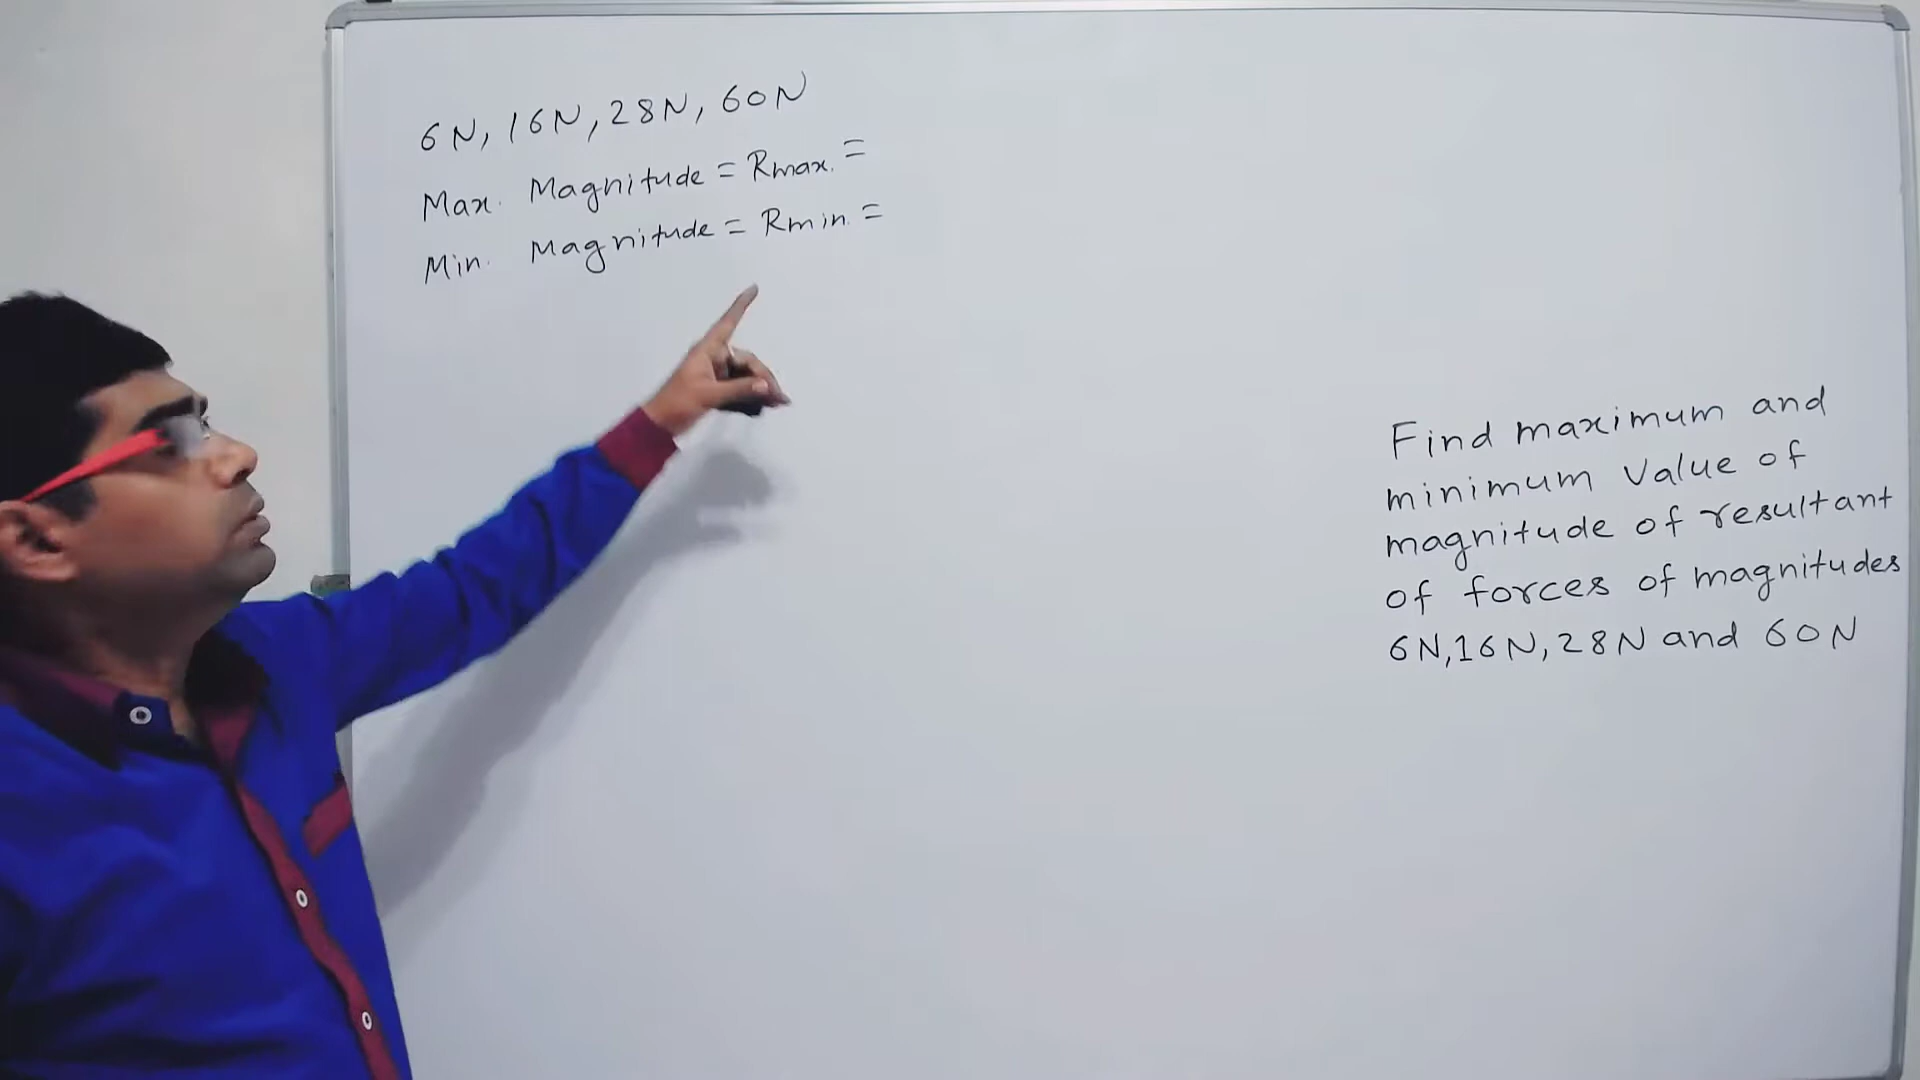 6N, 16N, 28N, 60N
Max. Magnitude = Rmax. =
Min. Magnitude = Rmin. =
Find maximum and
minimum value of
magnitude of resultant
of forces of magnitudes
6N, 16N, 28N and 60N